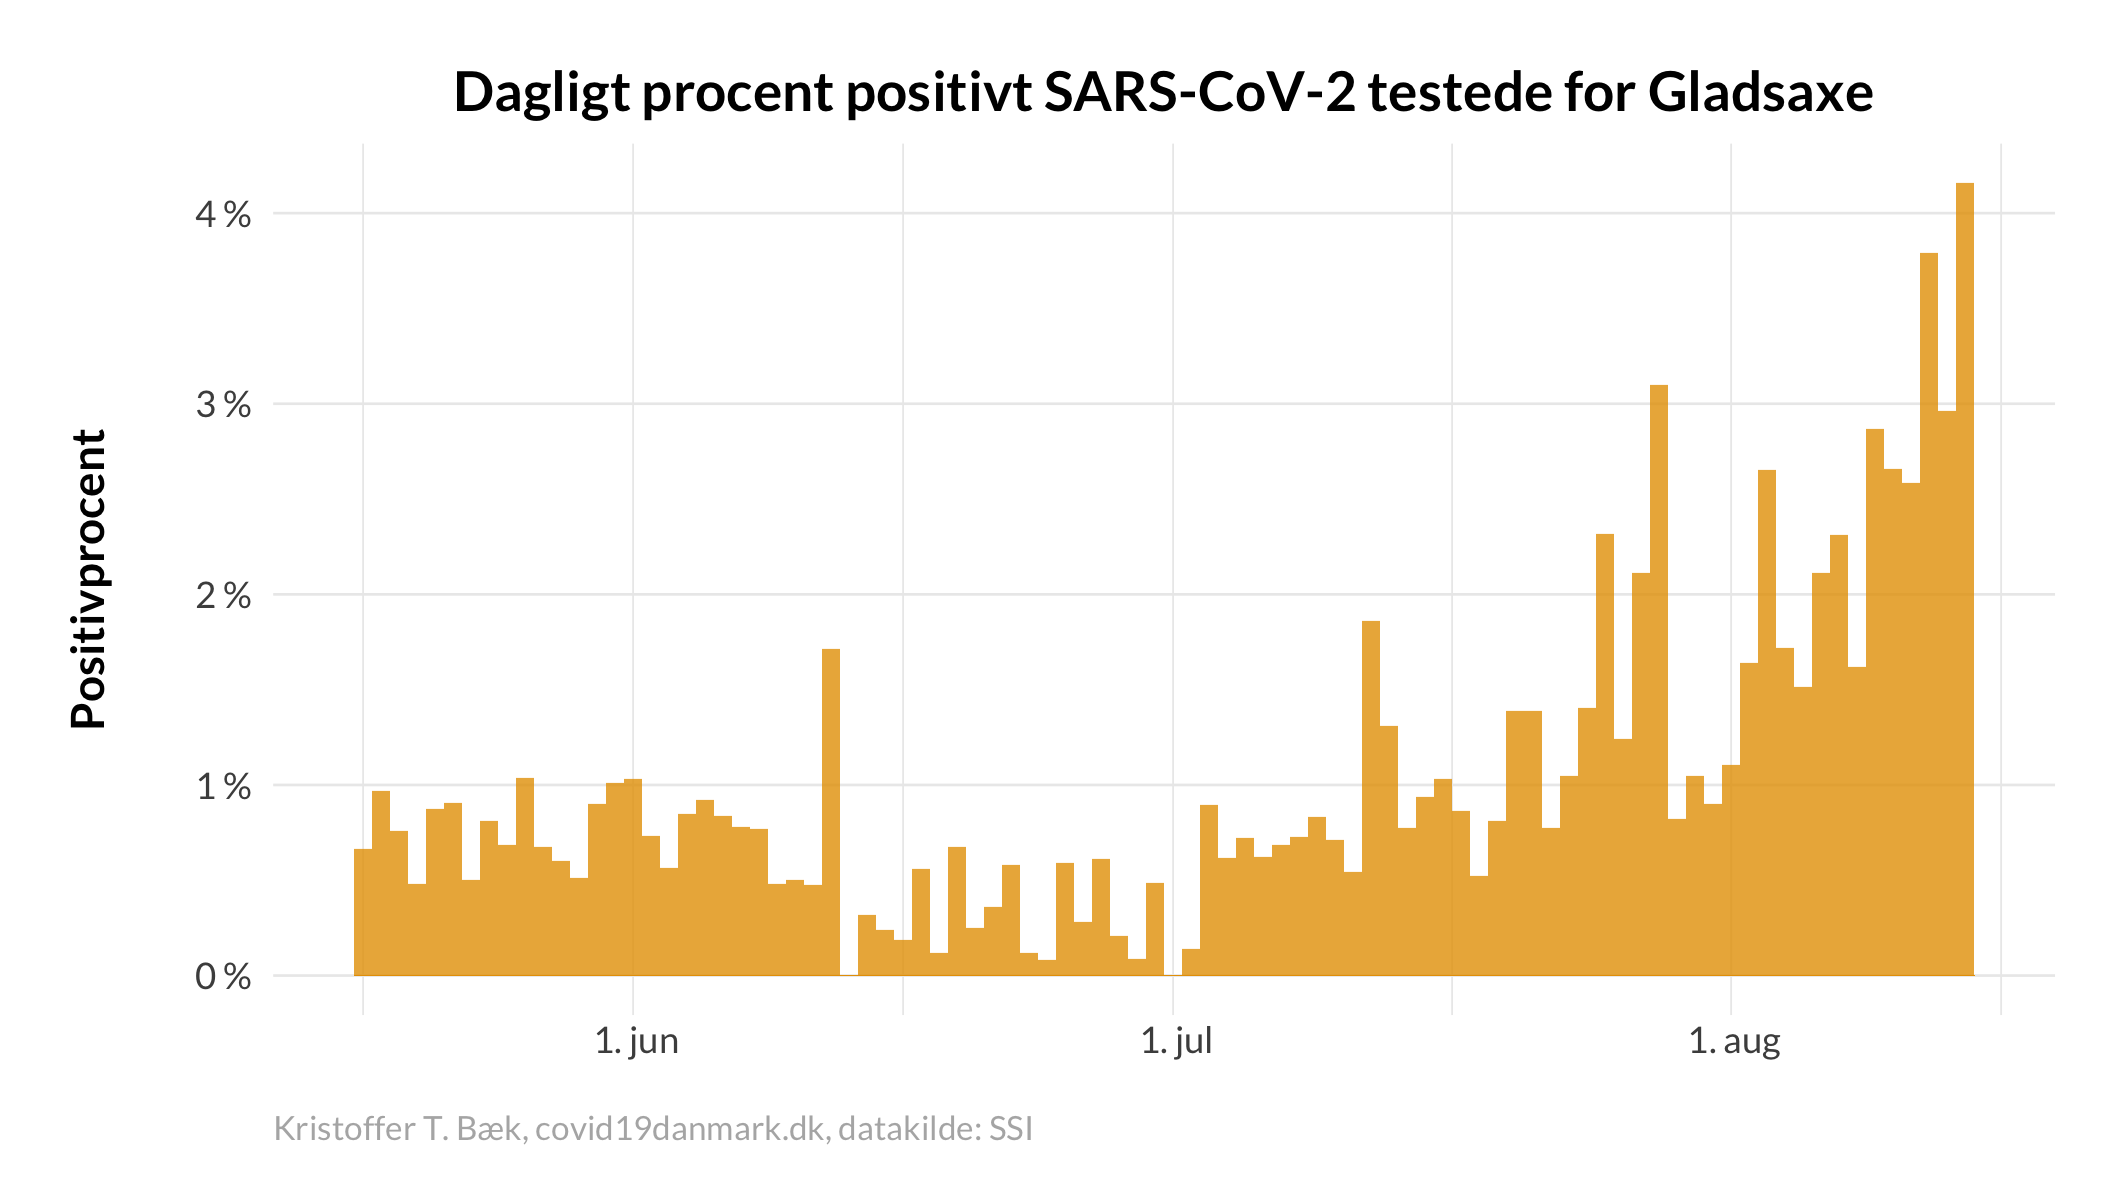 Dagligt procent positivt SARS-CoV-2 testede for Gladsaxe
Positivprocent
4 %
3 %
2 %
1 %
0 %
1. jun
1. jul
1. aug
Kristoffer T. Bæk, covid19danmark.dk, datakilde: SSI